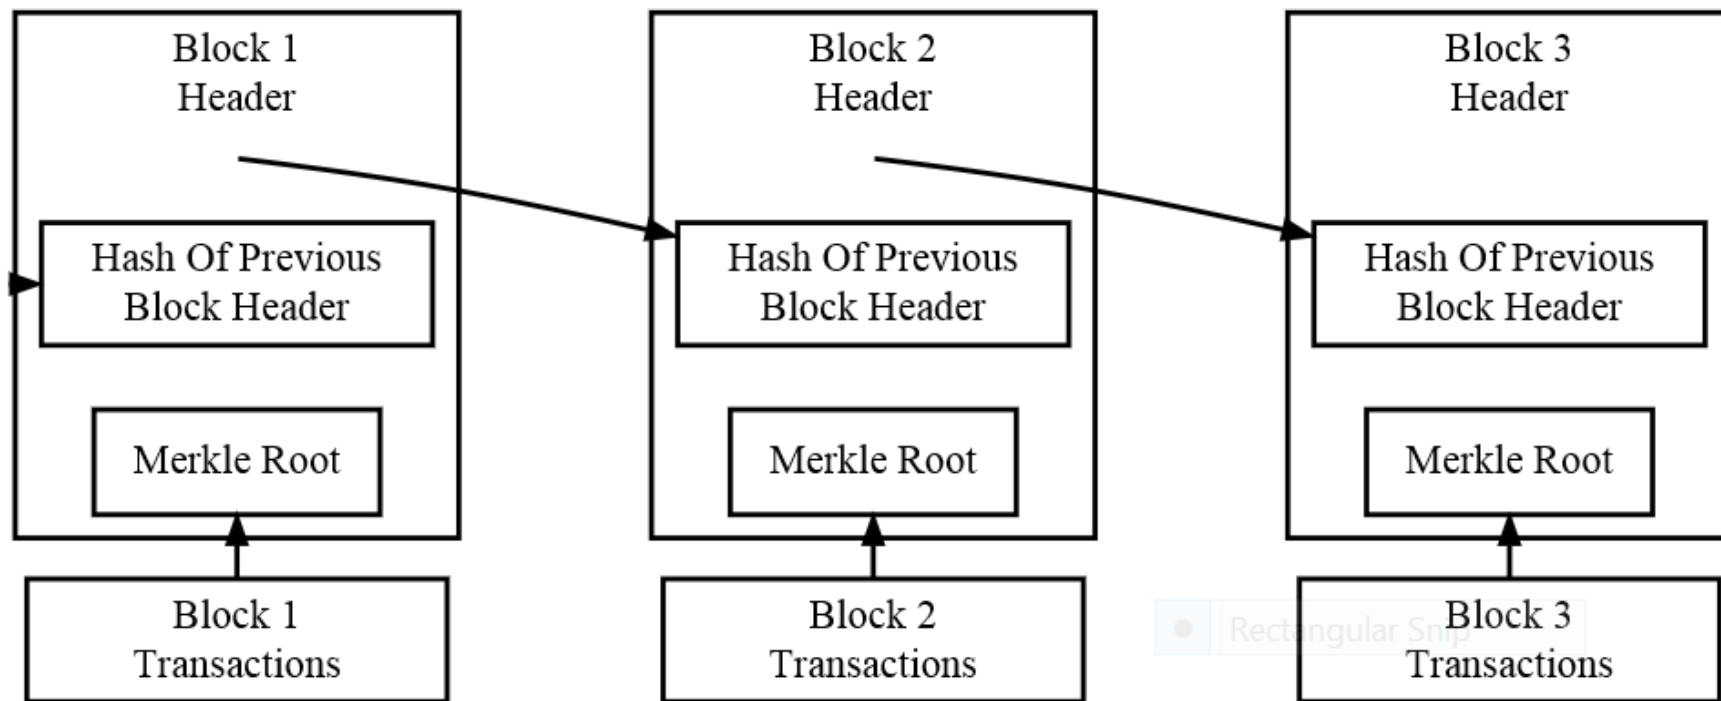 Block 1
Header
Hash Of Previous
Block Header
Merkle Root
Block 1
Transactions
Block 2
Header
Hash Of Previous
Block Header
Merkle Root
Block 2
Transactions
Block 3
Header
Hash Of Previous
Block Header
Merkle Root
Block 3
Transactions
Rectangular Snip